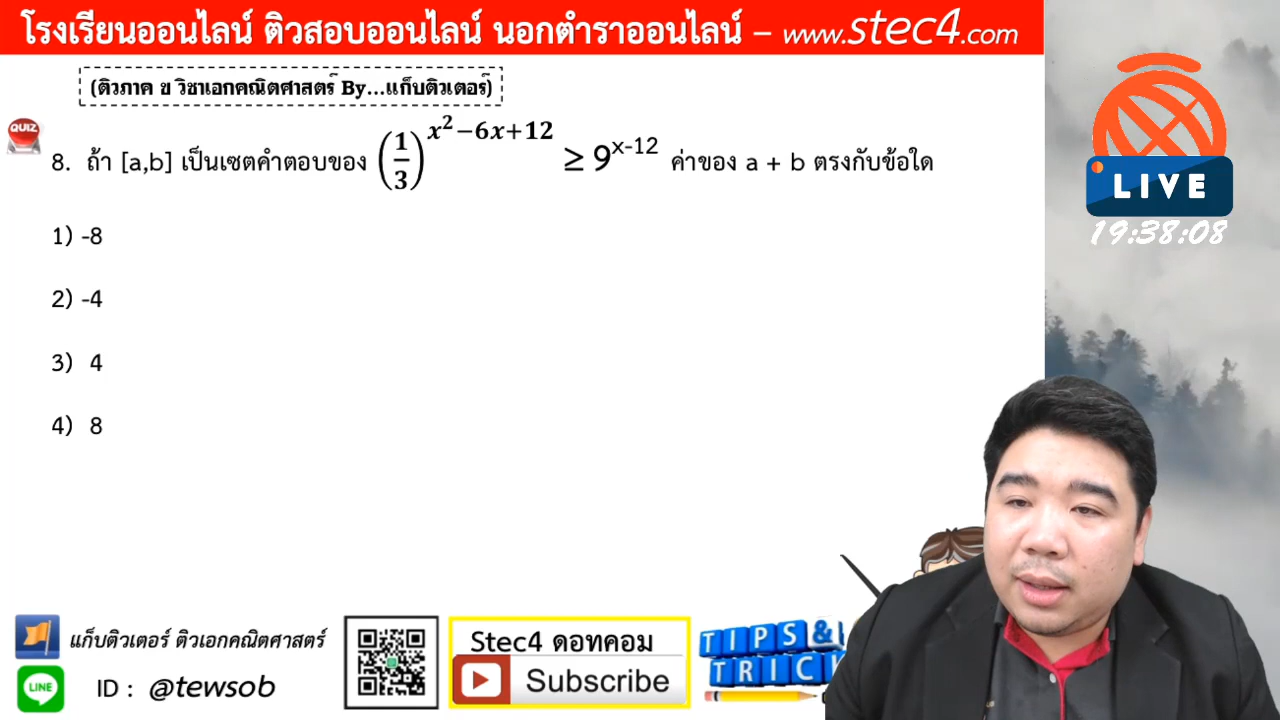 โรงเรียนออนไลน์ ติวสอบออนไลน์ นอกตำราออนไลน์ – www.stec4.com
(ติวภาค ข วิชาเอกคณิตศาสตร์ By...แก็บติวเตอร์)
QUIZ
8. ถ้า [a,b] เป็นเซตคำตอบของ (1/3)^(x²−6x+12) ≥ 9^(x-12) ค่าของ a + b ตรงกับข้อใด
1) -8
2) -4
3) 4
4) 8
LIVE
19:38:08
แก็บติวเตอร์ ติวเอกคณิตศาสตร์
LINE
ID : @tewsob
Stec4 ดอทคอม
Subscribe
TIPS &
TRICK